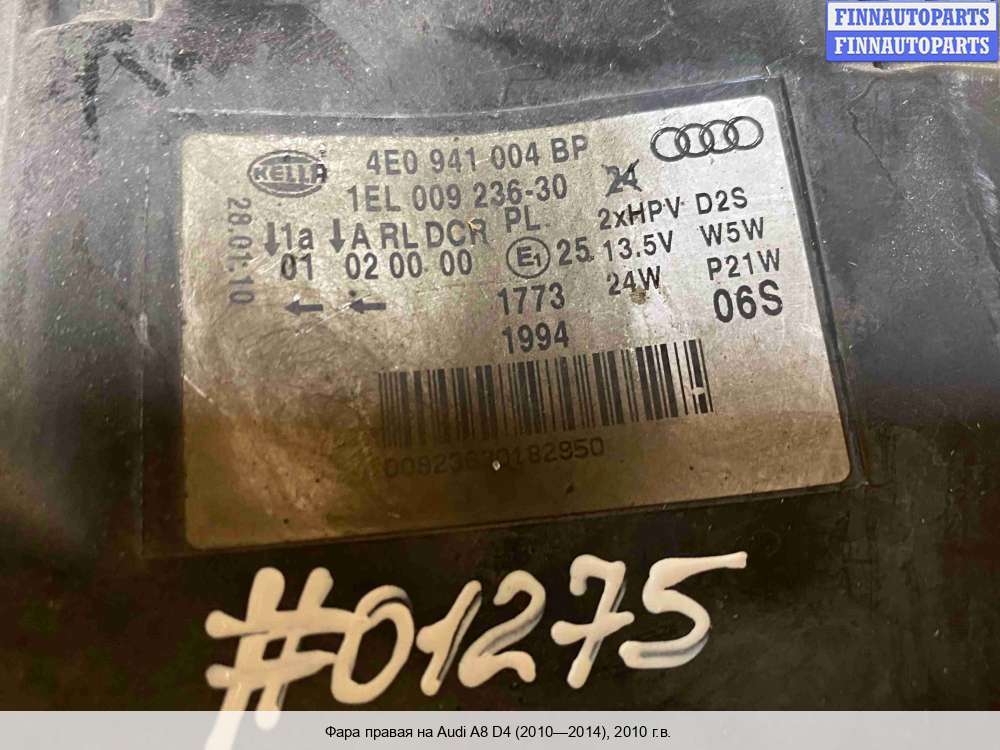 FINNAUTOPARTS
FINNAUTOPARTS
HELLA
4E0 941 004 BP
1EL 009 236-30
24
28.01.10
1a A RL DCR PL
2xHPV D2S
01 02 00 00
E1
25. 13.5V W5W
24W P21W
1773
06S
1994
#01275
Фара правая на Audi A8 D4 (2010—2014), 2010 г.в.